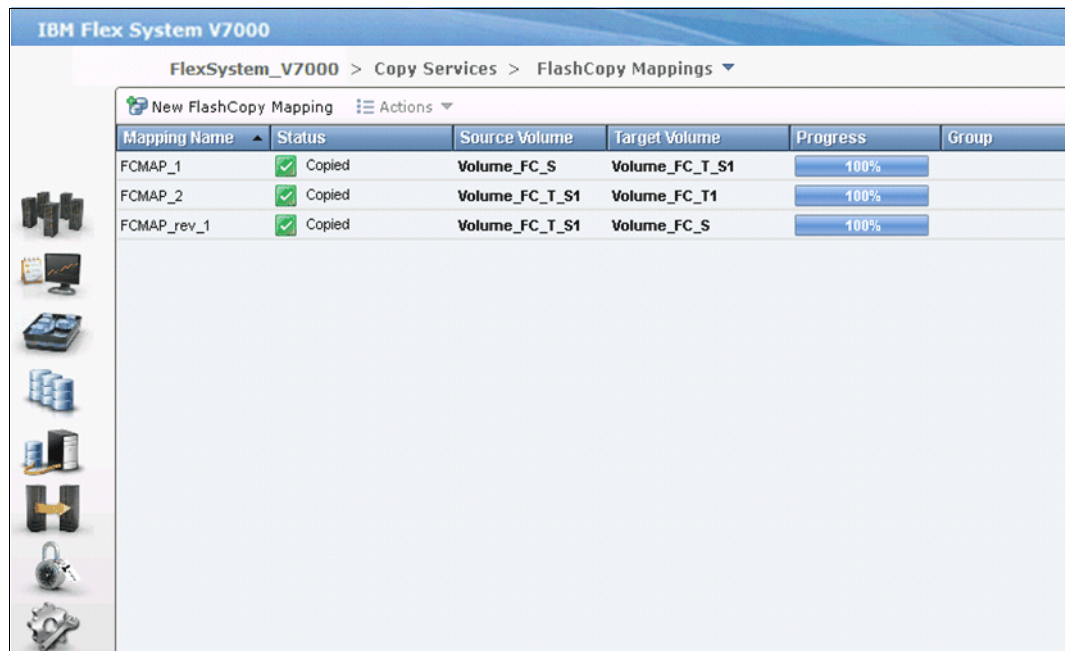 IBM Flex System V7000
FlexSystem_V7000 > Copy Services > FlashCopy Mappings
New FlashCopy Mapping Actions
Mapping Name Status Source Volume Target Volume Progress Group
FCMAP_1 Copied Volume_FC_S Volume_FC_T_S1 100%
FCMAP_2 Copied Volume_FC_T_S1 Volume_FC_T1 100%
FCMAP_rev_1 Copied Volume_FC_T_S1 Volume_FC_S 100%